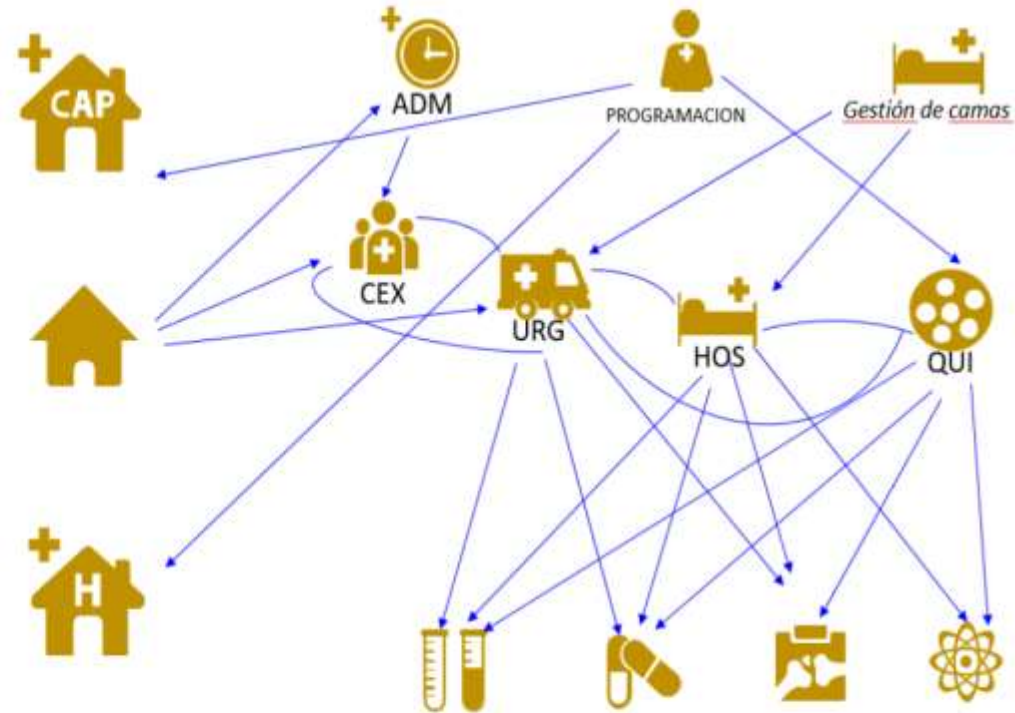 CAP
ADM
PROGRAMACION
Gestión de camas
CEX
URG
HOS
QUI
H